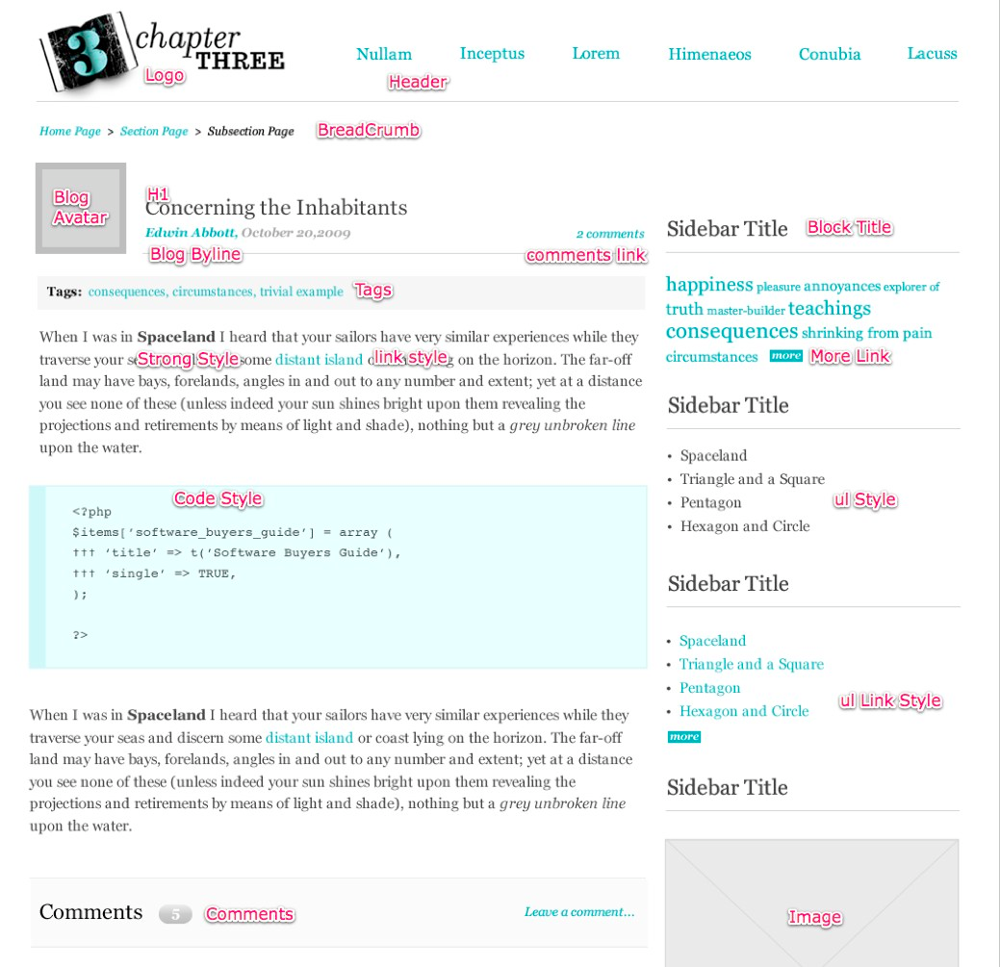 3 chapter
THREE
Logo
Nullam Inceptus Lorem Himenaeos Conubia Lacuss
Header
Home Page > Section Page > Subsection Page BreadCrumb
Blog
Avatar
H1
Concerning the Inhabitants
Edwin Abbott, October 20,2009 2 comments
Blog Byline comments link
Tags: consequences, circumstances, trivial example Tags
When I was in Spaceland I heard that your sailors have very similar experiences while they
traverse your some distant island on the horizon. The far-off
Strong Style link style
land may have bays, forelands, angles in and out to any number and extent; yet at a distance
you see none of these (unless indeed your sun shines bright upon them revealing the
projections and retirements by means of light and shade), nothing but a grey unbroken line
upon the water.
Code Style
<?php
$items[‘software_buyers_guide’] = array (
††† ‘title’ => t(‘Software Buyers Guide’),
††† ‘single’ => TRUE,
);
?>
When I was in Spaceland I heard that your sailors have very similar experiences while they
traverse your seas and discern some distant island or coast lying on the horizon. The far-off
land may have bays, forelands, angles in and out to any number and extent; yet at a distance
you see none of these (unless indeed your sun shines bright upon them revealing the
projections and retirements by means of light and shade), nothing but a grey unbroken line
upon the water.
Comments 5 Comments Leave a comment...
Sidebar Title Block Title
happiness pleasure annoyances explorer of
truth master-builder teachings
consequences shrinking from pain
circumstances more More Link
Sidebar Title
• Spaceland
• Triangle and a Square
• Pentagon
• Hexagon and Circle
ul Style
Sidebar Title
• Spaceland
• Triangle and a Square
• Pentagon
• Hexagon and Circle
ul Link Style
more
Sidebar Title
Image